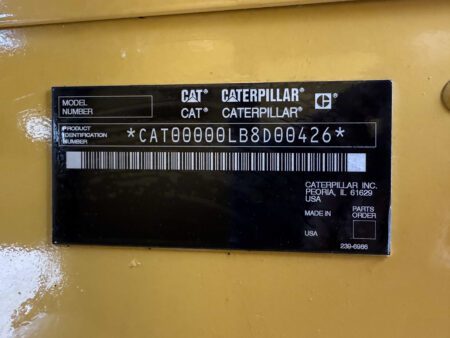 MODEL NUMBER
CAT® CATERPILLAR®
CAT® CATERPILLAR® C
PRODUCT IDENTIFICATION NUMBER
*CAT00000LB8D00426*
CATERPILLAR INC.
PEORIA, IL 61629
USA
MADE IN
USA
PARTS ORDER
239-6986